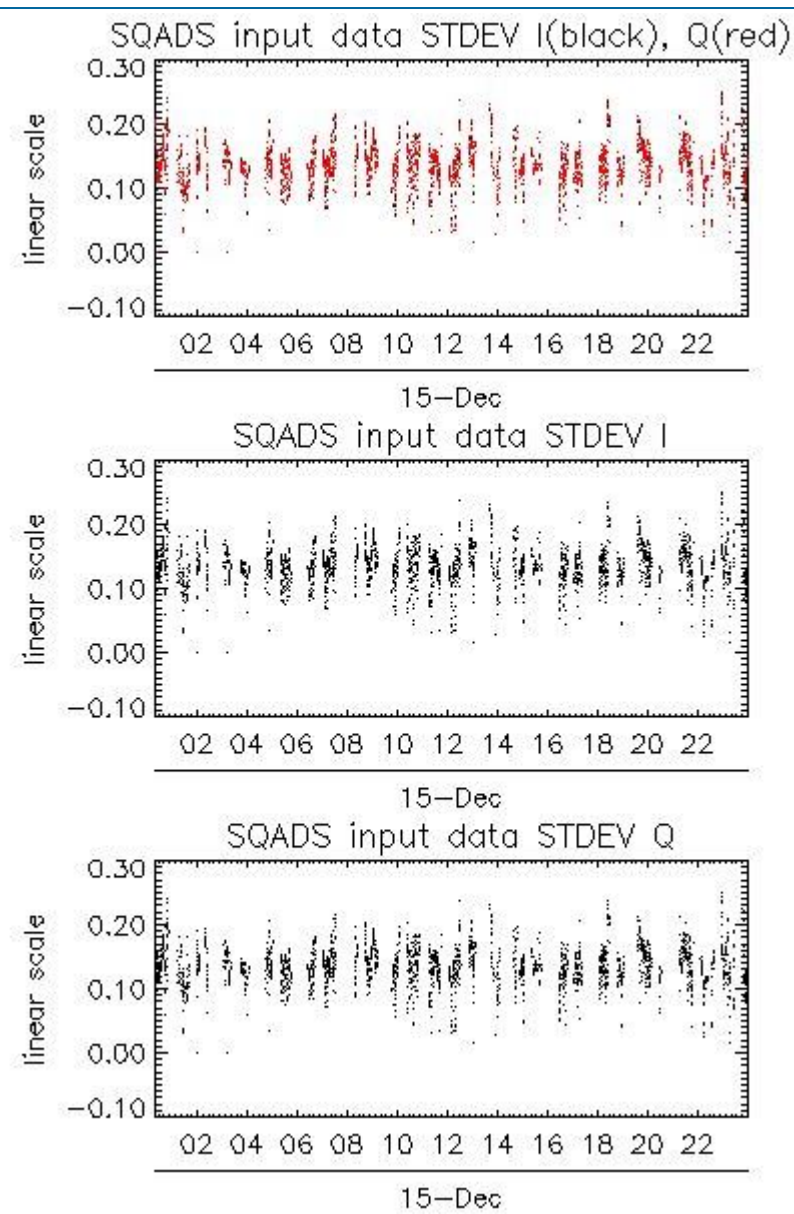 SQADS input data STDEV I(black), Q(red)
0.30
0.20
0.10
0.00
-0.10
linear scale
02 04 06 08 10 12 14 16 18 20 22
15-Dec
SQADS input data STDEV I
0.30
0.20
0.10
0.00
-0.10
linear scale
02 04 06 08 10 12 14 16 18 20 22
15-Dec
SQADS input data STDEV Q
0.30
0.20
0.10
0.00
-0.10
linear scale
02 04 06 08 10 12 14 16 18 20 22
15-Dec